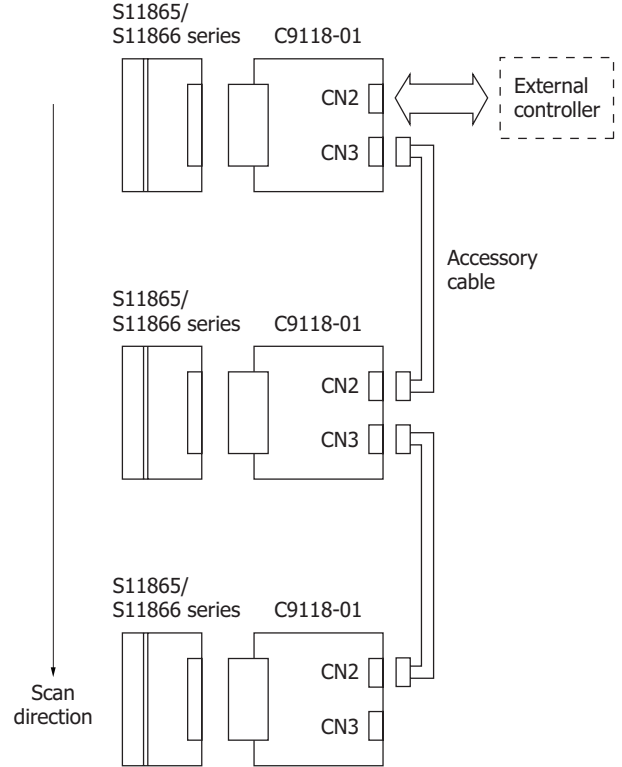 S11865/
S11866 series
C9118-01
CN2
External
controller
CN3
Accessory
cable
S11865/
S11866 series
C9118-01
CN2
CN3
S11865/
S11866 series
C9118-01
CN2
CN3
Scan
direction